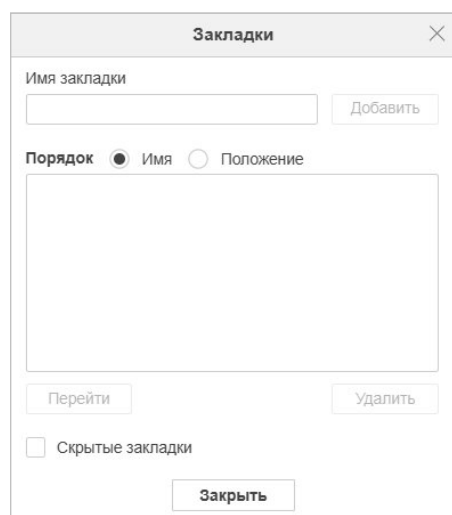 Закладки
Имя закладки
Добавить
Порядок Имя Положение
Перейти Удалить
Скрытые закладки
Закрыть